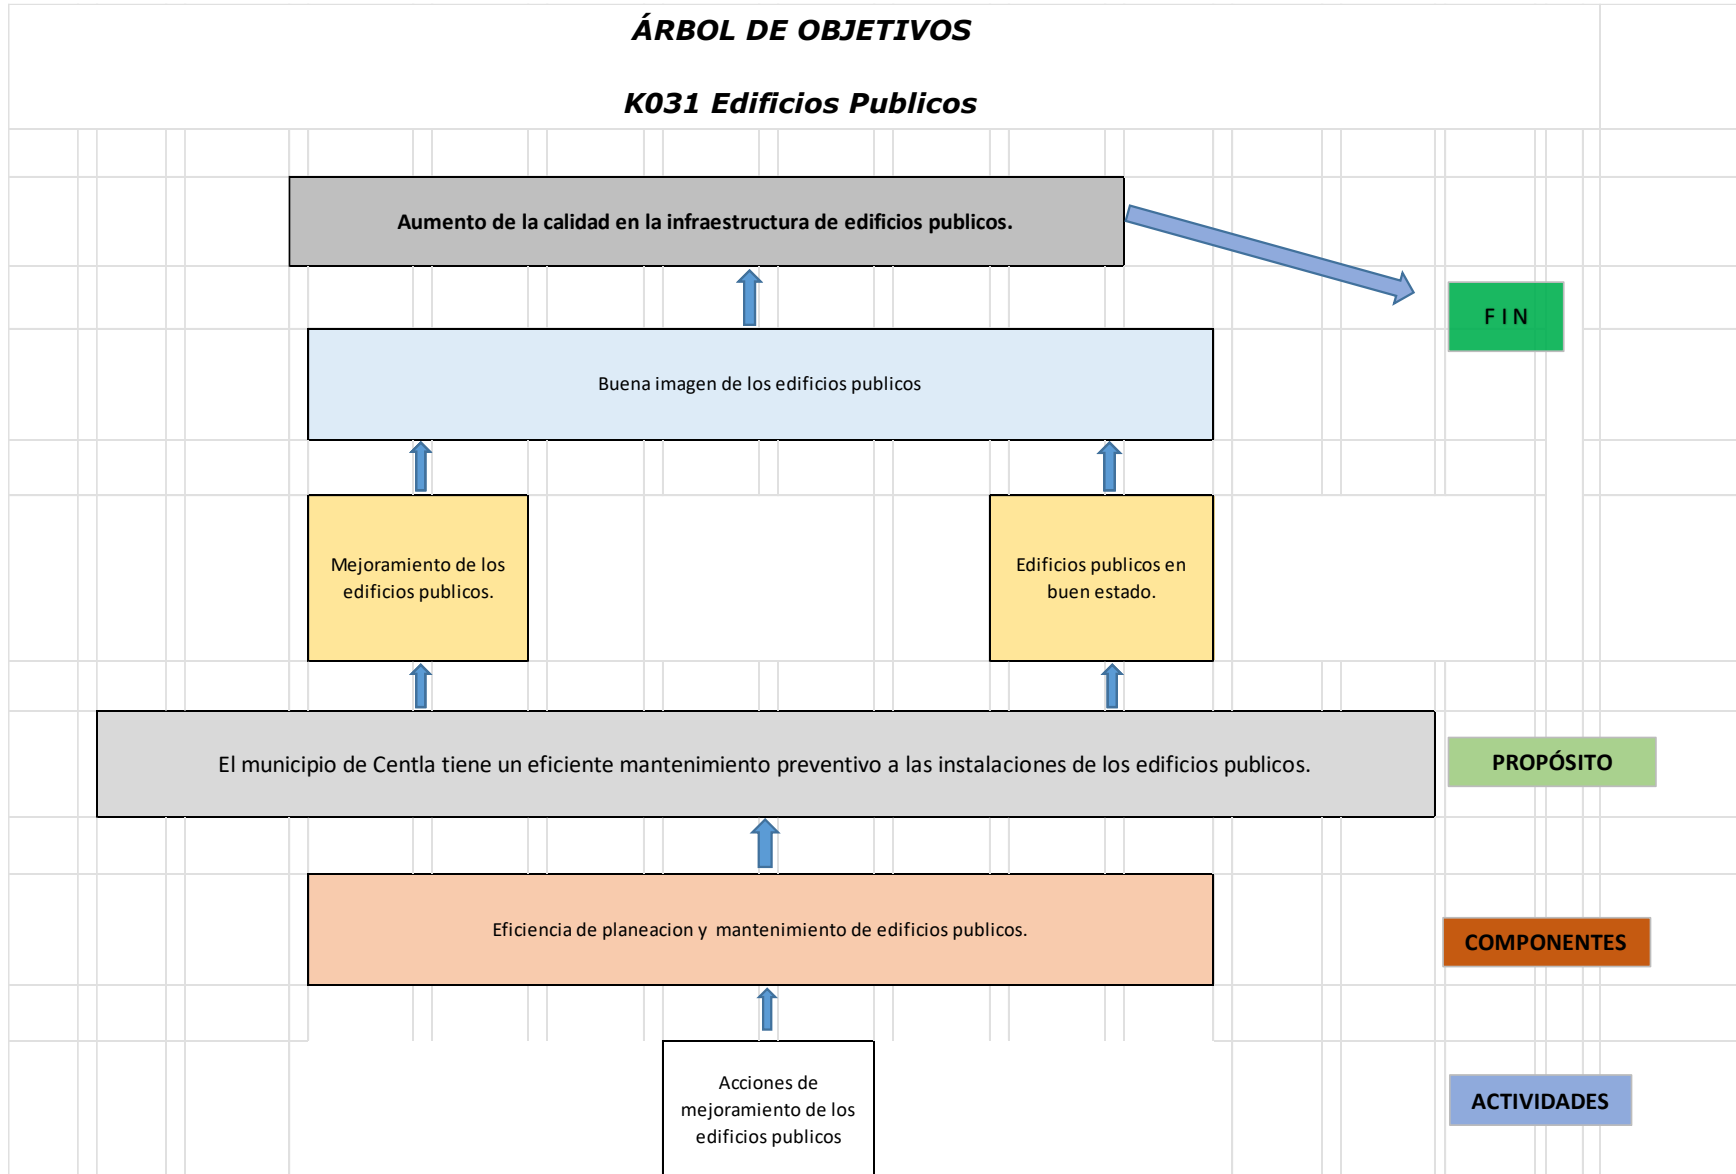 ÁRBOL DE OBJETIVOS
K031 Edificios Publicos
Aumento de la calidad en la infraestructura de edificios publicos.
F I N
Buena imagen de los edificios publicos
Mejoramiento de los
edificios publicos.
Edificios publicos en
buen estado.
El municipio de Centla tiene un eficiente mantenimiento preventivo a las instalaciones de los edificios publicos.
PROPÓSITO
Eficiencia de planeacion y mantenimiento de edificios publicos.
COMPONENTES
Acciones de
mejoramiento de los
edificios publicos
ACTIVIDADES